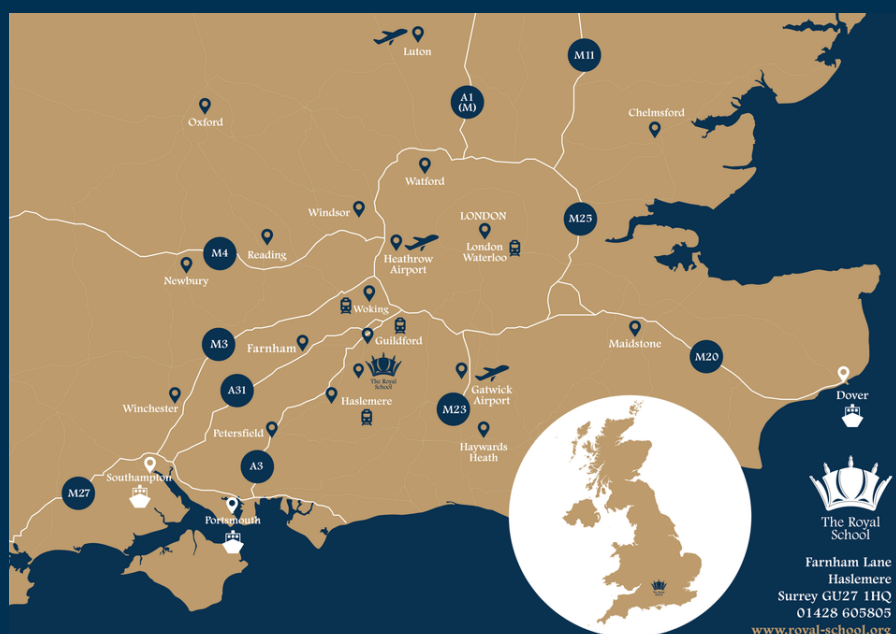 Luton
M11
A1
(M)
Chelmsford
Oxford
Watford
Windsor
LONDON
London
Waterloo
M25
Reading
M4
Heathrow
Airport
Newbury
Woking
M3
Farnham
Guildford
Maidstone
M20
The Royal
School
A31
Gatwick
Airport
Dover
Winchester
Haslemere
M23
Petersfield
Haywards
Heath
A3
Southampton
M27
Portsmouth
The Royal
School
Farnham Lane
Haslemere
Surrey GU27 1HQ
01428 605805
www.royal-school.org